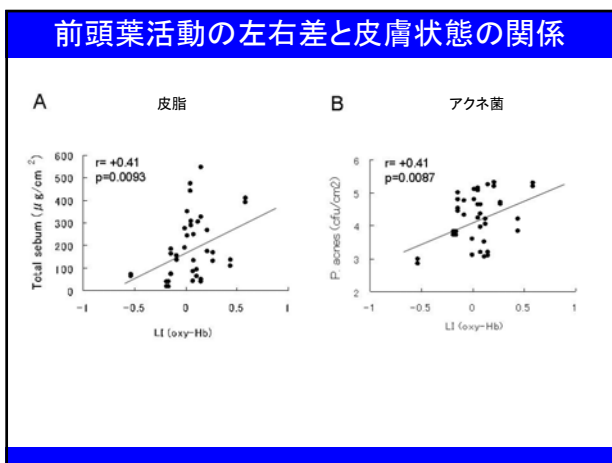 前頭葉活動の左右差と皮膚状態の関係
A 皮脂
r= +0.41
p=0.0093
Total sebum (μg/cm²)
600
500
400
300
200
100
0
-1 -0.5 0 0.5 1
LI (oxy-Hb)
B アクネ菌
r= +0.41
p=0.0087
P. acnes (cfu/cm2)
6
5
4
3
2
-1 -0.5 0 0.5 1
LI (oxy-Hb)